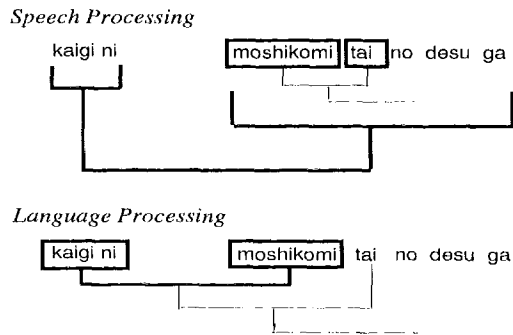 Speech Processing
kaigi ni moshikomi tai no desu ga
Language Processing
kaigi ni moshikomi tai no desu ga